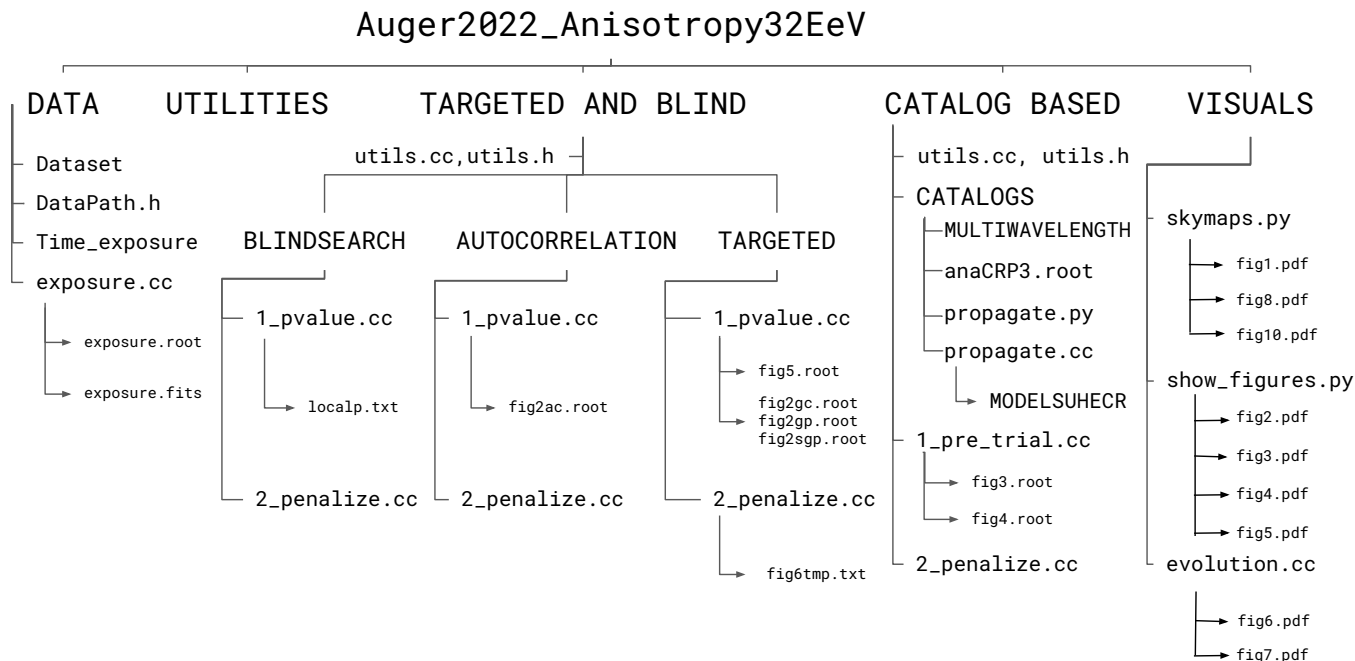 Auger2022_Anisotropy32EeV
DATA UTILITIES TARGETED AND BLIND CATALOG BASED VISUALS
Dataset
DataPath.h
Time_exposure
exposure.cc
exposure.root
exposure.fits
utils.cc,utils.h
BLINDSEARCH
1_pvalue.cc
localp.txt
2_penalize.cc
AUTOCORRELATION
1_pvalue.cc
fig2ac.root
2_penalize.cc
TARGETED
1_pvalue.cc
fig5.root
fig2gc.root
fig2gp.root
fig2sgp.root
2_penalize.cc
fig6tmp.txt
utils.cc, utils.h
CATALOGS
MULTIWAVELENGTH
anaCRP3.root
propagate.py
propagate.cc
MODELSUHECR
1_pre_trial.cc
fig3.root
fig4.root
2_penalize.cc
skymaps.py
fig1.pdf
fig8.pdf
fig10.pdf
show_figures.py
fig2.pdf
fig3.pdf
fig4.pdf
fig5.pdf
evolution.cc
fig6.pdf
fig7.pdf